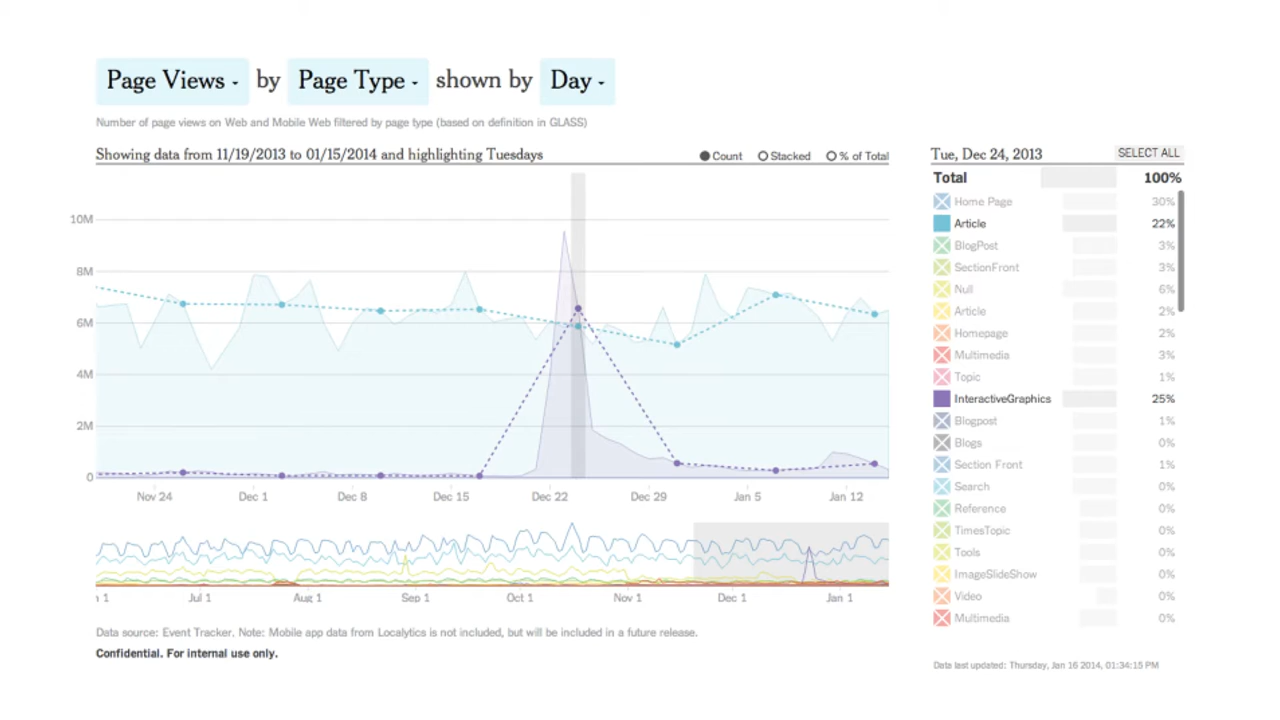 Page Views by Page Type shown by Day
Number of page views on Web and Mobile Web filtered by page type (based on definition in GLASS)
Showing data from 11/19/2013 to 01/15/2014 and highlighting Tuesdays
Count Stacked % of Total
10M
8M
6M
4M
2M
0
Nov 24 Dec 1 Dec 8 Dec 15 Dec 22 Dec 29 Jan 5 Jan 12
ı 1 Jul 1 Aug 1 Sep 1 Oct 1 Nov 1 Dec 1 Jan 1
Data source: Event Tracker. Note: Mobile app data from Localytics is not included, but will be included in a future release.
Confidential. For internal use only.
Tue, Dec 24, 2013 SELECT ALL
Total 100%
Home Page 30%
Article 22%
BlogPost 3%
SectionFront 3%
Null 6%
Article 2%
Homepage 2%
Multimedia 3%
Topic 1%
InteractiveGraphics 25%
Blogpost 1%
Blogs 0%
Section Front 1%
Search 0%
Reference 0%
TimesTopic 0%
Tools 0%
ImageSlideShow 0%
Video 0%
Multimedia 0%
Data last updated: Thursday, Jan 16 2014, 01:34:15 PM